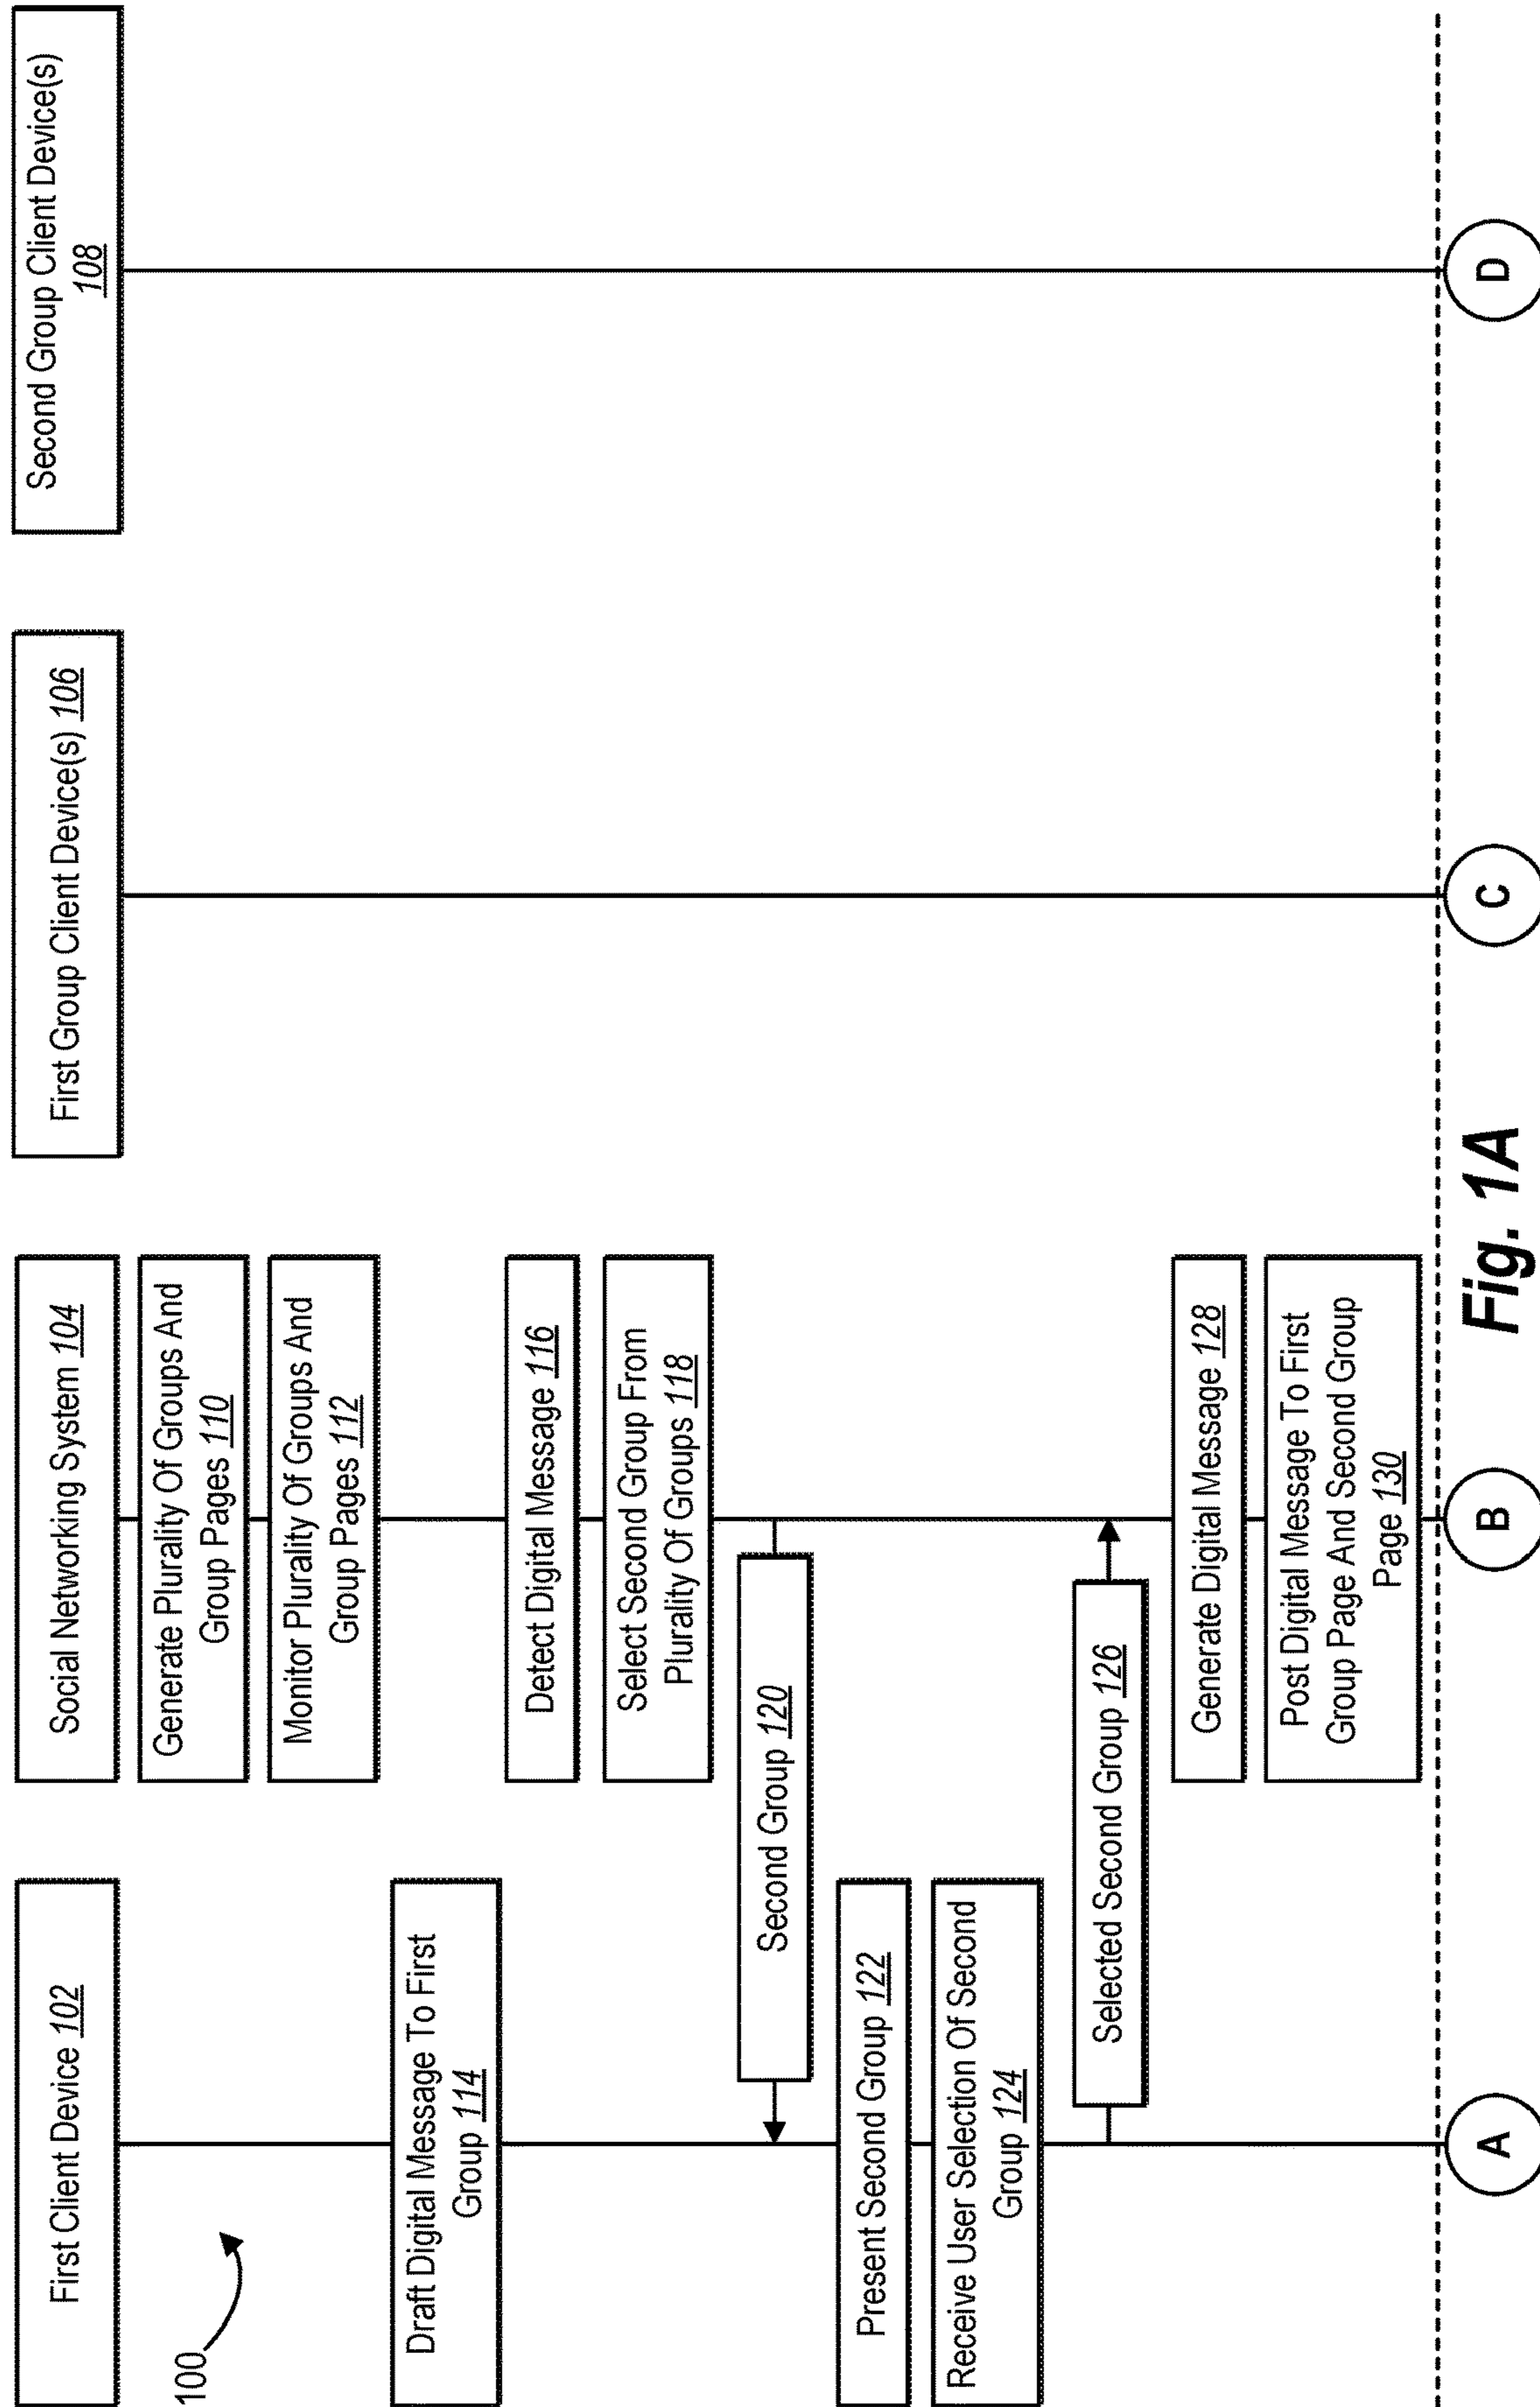 First Client Device 102
Social Networking System 104
First Group Client Device(s) 106
Second Group Client Device(s)
108
100
Generate Plurality Of Groups And
Group Pages 110
Monitor Plurality Of Groups And
Group Pages 112
Draft Digital Message To First
Group 114
Detect Digital Message 116
Select Second Group From
Plurality Of Groups 118
Second Group 120
Present Second Group 122
Receive User Selection Of Second
Group 124
Selected Second Group 126
Generate Digital Message 128
Post Digital Message To First
Group Page And Second Group
Page 130
A
B
C
D
Fig. 1A